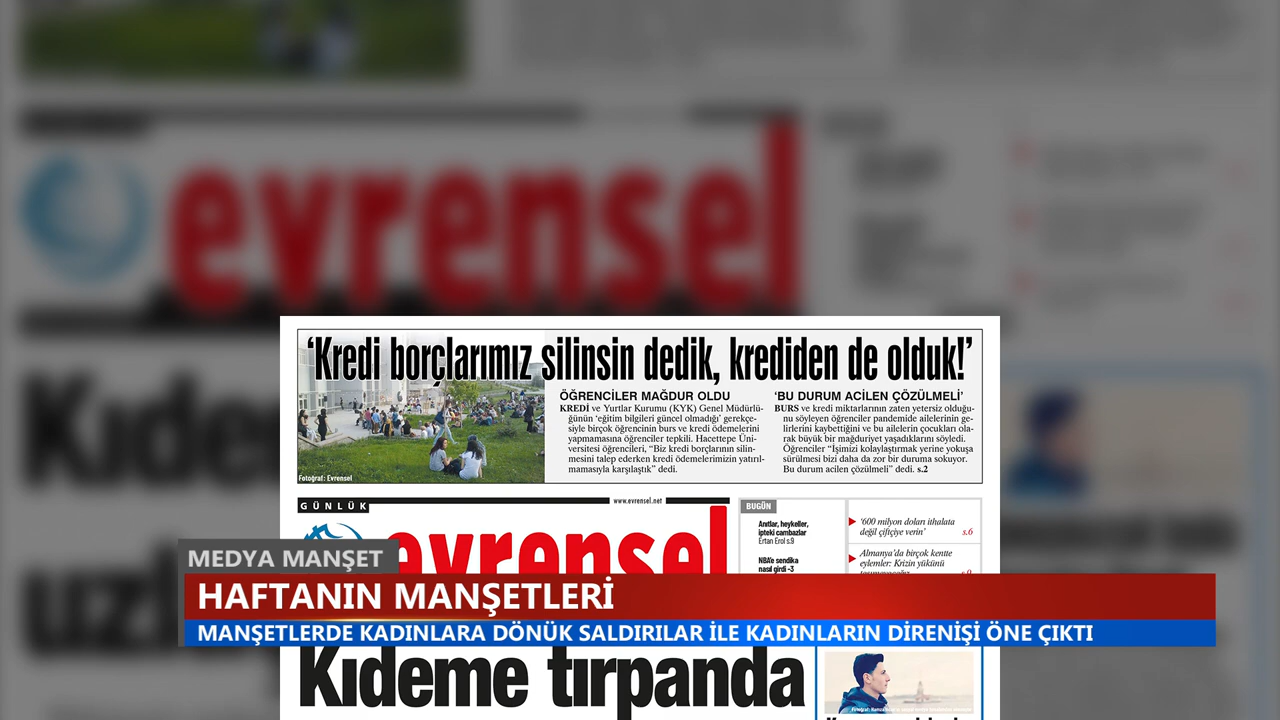 evrensel
‘Kredi borçlarımız silinsin dedik, krediden de olduk!’
ÖĞRENCİLER MAĞDUR OLDU
KREDİ ve Yurtlar Kurumu (KYK) Genel Müdürlü-
ğünün ‘eğitim bilgileri güncel olmadığı’ gerekçe-
siyle birçok öğrencinin burs ve kredi ödemelerini
yapmamasına öğrenciler tepkili. Hacettepe Üni-
versitesi öğrencileri, “Biz kredi borçlarının silin-
mesini talep ederken kredi ödemelerimizin yatırıl-
mamasıyla karşılaştık” dedi.
‘BU DURUM ACİLEN ÇÖZÜLMELİ’
BURS ve kredi miktarlarının zaten yetersiz olduğu-
nu söyleyen öğrenciler pandemide ailelerinin ge-
lirlerini kaybettiğini ve bu ailelerin çocukları ola-
rak büyük bir mağduriyet yaşadıklarını söyledi.
Öğrenciler “İşimizi kolaylaştırmak yerine yokuşa
sürülmesi bizi daha da zor bir duruma sokuyor.
Bu durum acilen çözülmeli” dedi. s.2
Fotoğraf: Evrensel
GÜNLÜK
www.evrensel.net
evrensel
BUGÜN
Anıtlar, heykeller,
ipteki cambazlar
Ertan Erol s.9
NBA'e sendika
nasıl girdi -3
‘600 milyon doları ithalata
değil çiftçiye verin’ s.6
Almanya’da birçok kentte
eylemler: Krizin yükünü
MEDYA MANŞET
HAFTANIN MANŞETLERİ
MANŞETLERDE KADINLARA DÖNÜK SALDIRILAR İLE KADINLARIN DİRENİŞİ ÖNE ÇIKTI
Kıdeme tırpanda